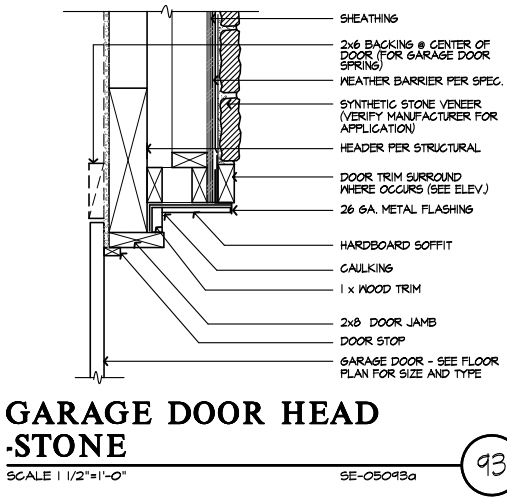 SHEATHING
2x6 BACKING @ CENTER OF
DOOR (FOR GARAGE DOOR
SPRING)
WEATHER BARRIER PER SPEC.
SYNTHETIC STONE VENEER
(VERIFY MANUFACTURER FOR
APPLICATION)
HEADER PER STRUCTURAL
DOOR TRIM SURROUND
WHERE OCCURS (SEE ELEV.)
26 GA. METAL FLASHING
HARDBOARD SOFFIT
CAULKING
1 x WOOD TRIM
2x8 DOOR JAMB
DOOR STOP
GARAGE DOOR - SEE FLOOR
PLAN FOR SIZE AND TYPE
GARAGE DOOR HEAD
-STONE
SCALE 1 1/2"=1'-0"
SE-05093a
93